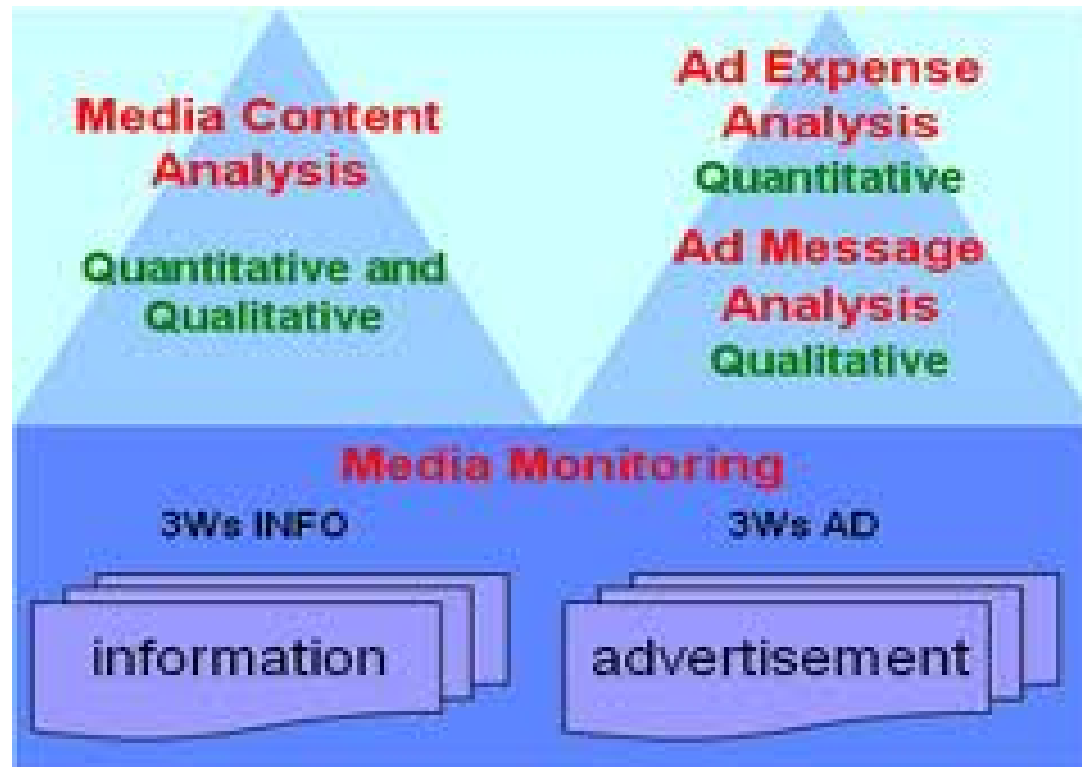 Media Content
Analysis
Quantitative and
Qualitative
Ad Expense
Analysis
Quantitative
Ad Message
Analysis
Qualitative
Media Monitoring
3Ws INFO
3Ws AD
information
advertisement